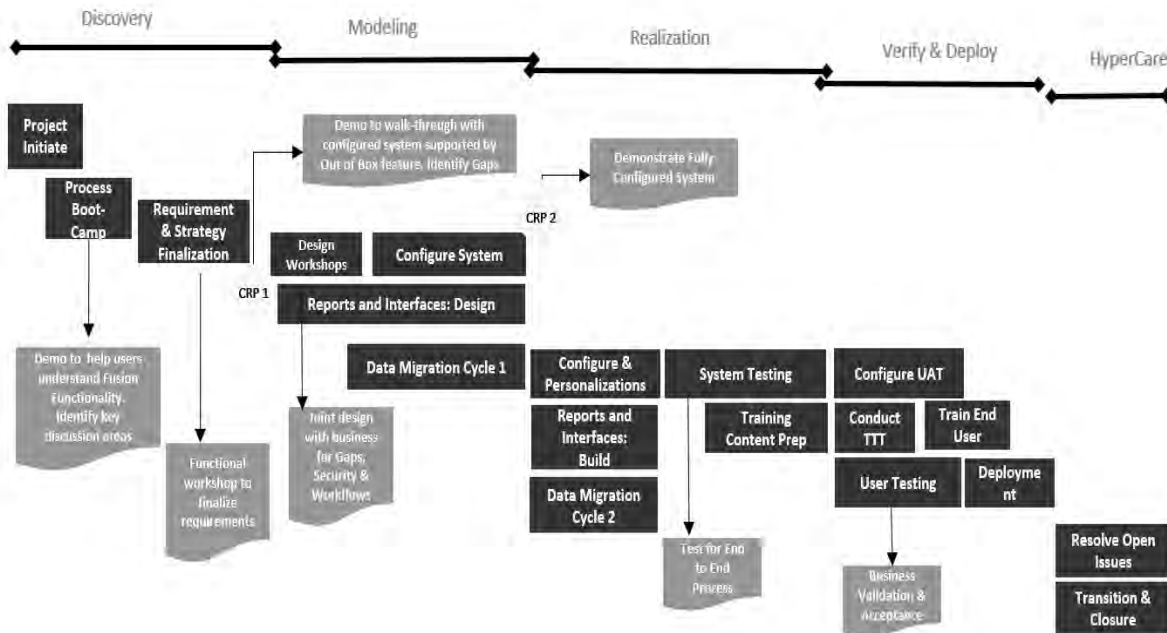 Discovery
Modeling
Realization
Verify & Deploy
HyperCare
Project
Initiate
Process
Boot-
Camp
Requirement
& Strategy
Finalization
Demo to walk-through with
configured system supported by
Out of Box feature, Identify Gaps
Demonstrate Fully
Configured System
CRP 2
CRP 1
Design
Workshops
Configure System
Reports and Interfaces: Design
Data Migration Cycle 1
Demo to help users
understand Fusion
Functionality.
Identify key
discussion areas
Functional
workshop to
finalize
requirements
Joint design
with business
for Gaps,
Security &
Workflows
Configure &
Personalizations
Reports and
Interfaces:
Build
Data Migration
Cycle 2
System Testing
Training
Content Prep
Test for End
to End
Process
Configure UAT
Conduct
TTT
Train End
User
User Testing
Deployme
nt
Business
Validation &
Acceptance
Resolve Open
Issues
Transition &
Closure